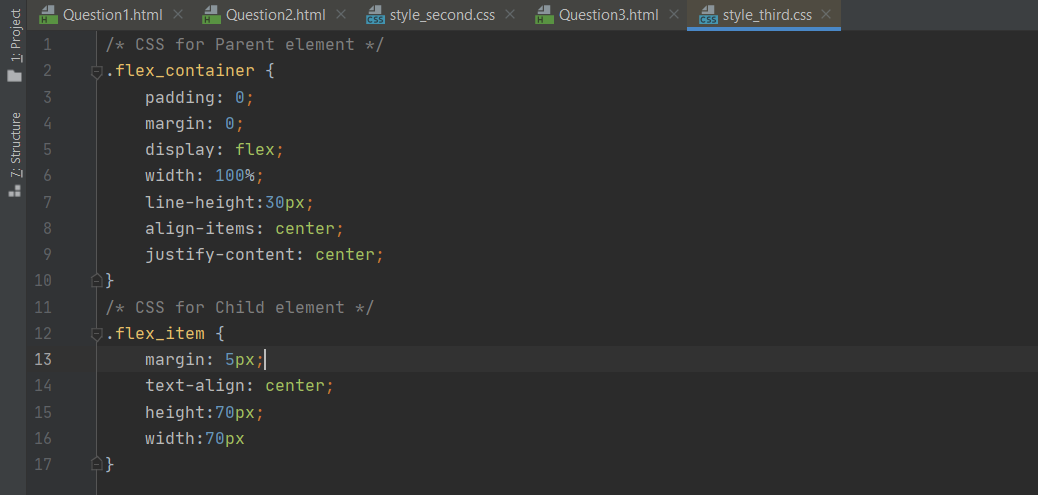 Question1.html Question2.html style_second.css Question3.html style_third.css
1: Project
7: Structure
1 /* CSS for Parent element */
2 .flex_container {
3 padding: 0;
4 margin: 0;
5 display: flex;
6 width: 100%;
7 line-height:30px;
8 align-items: center;
9 justify-content: center;
10 }
11 /* CSS for Child element */
12 .flex_item {
13 margin: 5px;
14 text-align: center;
15 height:70px;
16 width:70px
17 }